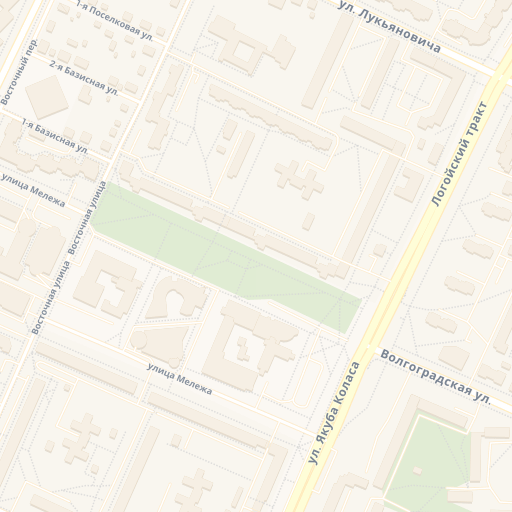 1-я Поселковая ул.
ул. Лукьяновича
Восточный пер.
2-я Базисная ул.
Логойский тракт
1-я Базисная ул.
улица Мележа
Восточная улица
Восточная улица
улица Мележа
Волгоградская ул.
ул. Якуба Коласа